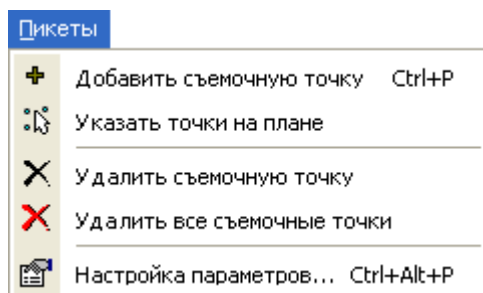 Пикеты
Добавить съемочную точку Ctrl+P
Указать точки на плане
Удалить съемочную точку
Удалить все съемочные точки
Настройка параметров... Ctrl+Alt+P